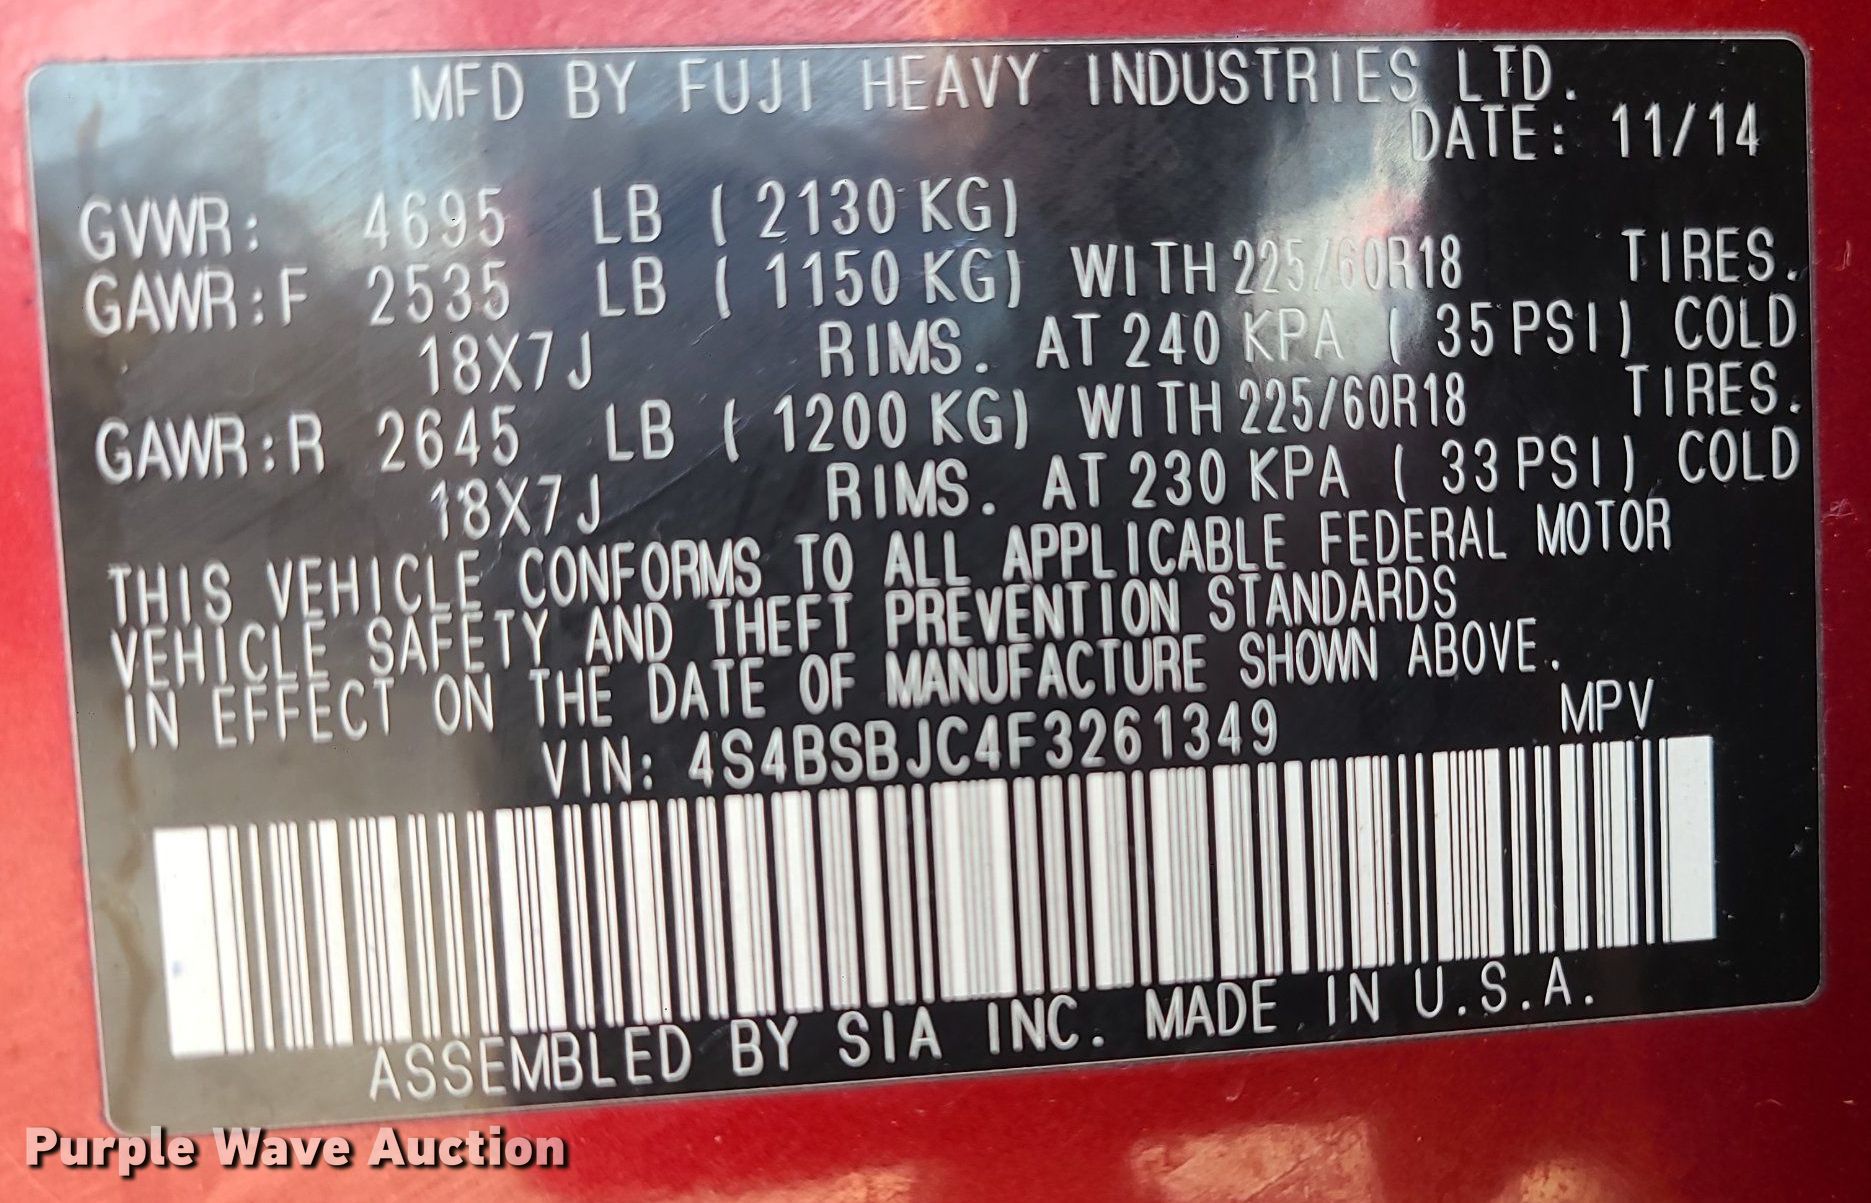 MFD BY FUJI HEAVY INDUSTRIES LTD.
DATE: 11/14
GVWR: 4695 LB ( 2130 KG)
GAWR:F 2535 LB ( 1150 KG) WITH 225/60R18 TIRES.
18X7J RIMS. AT 240 KPA ( 35 PSI) COLD
GAWR:R 2645 LB ( 1200 KG) WITH 225/60R18 TIRES.
18X7J RIMS. AT 230 KPA ( 33 PSI) COLD
THIS VEHICLE CONFORMS TO ALL APPLICABLE FEDERAL MOTOR
VEHICLE SAFETY AND THEFT PREVENTION STANDARDS
IN EFFECT ON THE DATE OF MANUFACTURE SHOWN ABOVE.
VIN: 4S4BSBJC4F3261349 MPV
ASSEMBLED BY SIA INC. MADE IN U.S.A.
Purple Wave Auction